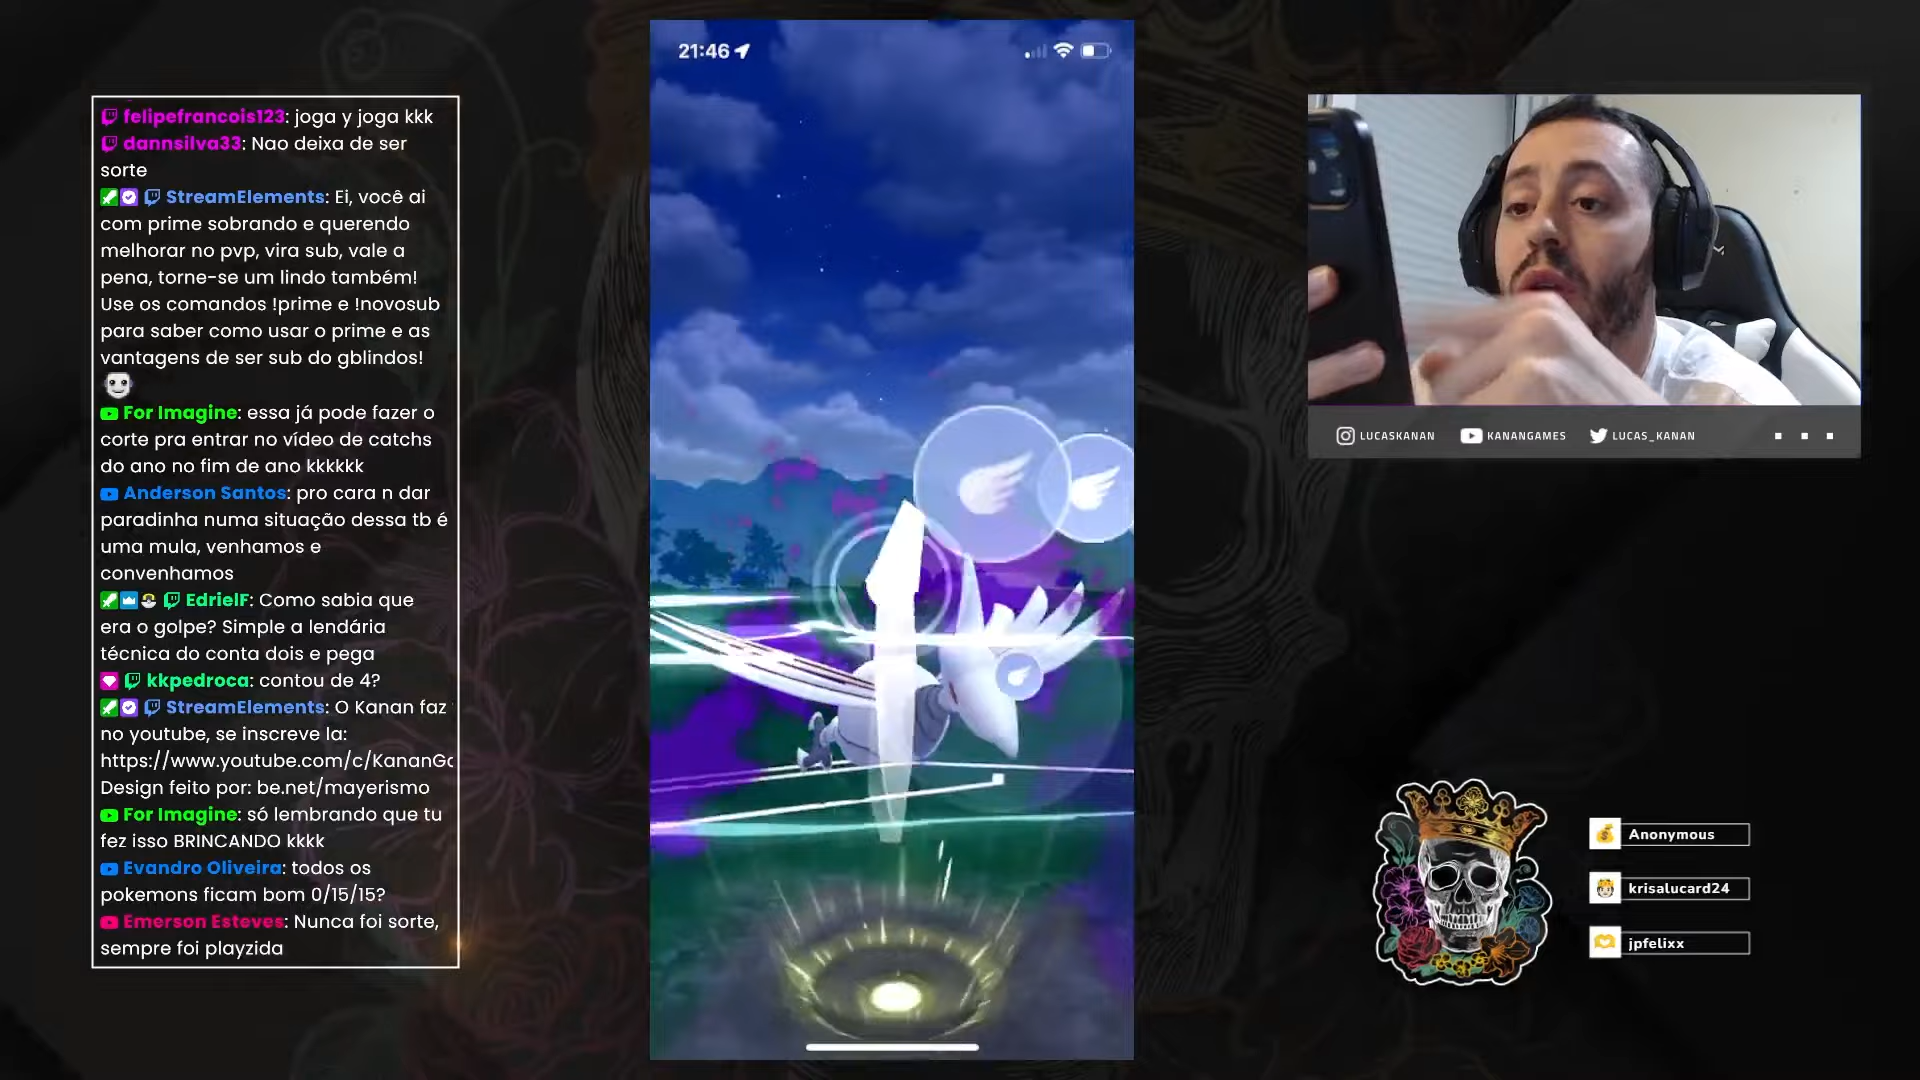 felipefrancois123: joga y joga kkk
dannsilva33: Nao deixa de ser
sorte
StreamElements: Ei, você ai
com prime sobrando e querendo
melhorar no pvp, vira sub, vale a
pena, torne-se um lindo também!
Use os comandos !prime e !novosub
para saber como usar o prime e as
vantagens de ser sub do gblindos!
For Imagine: essa já pode fazer o
corte pra entrar no vídeo de catchs
do ano no fim de ano kkkkkk
Anderson Santos: pro cara n dar
paradinha numa situação dessa tb é
uma mula, venhamos e
convenhamos
EdrielF: Como sabia que
era o golpe? Simple a lendária
técnica do conta dois e pega
kkpedroca: contou de 4?
StreamElements: O Kanan faz
no youtube, se inscreve la:
https://www.youtube.com/c/KananG
Design feito por: be.net/mayerismo
For Imagine: só lembrando que tu
fez isso BRINCANDO kkkk
Evandro Oliveira: todos os
pokemons ficam bom 0/15/15?
Emerson Esteves: Nunca foi sorte,
sempre foi playzida
21:46
LUCASKANAN KANANGAMES LUCAS_KANAN
Anonymous
krisalucard24
jpfelixx